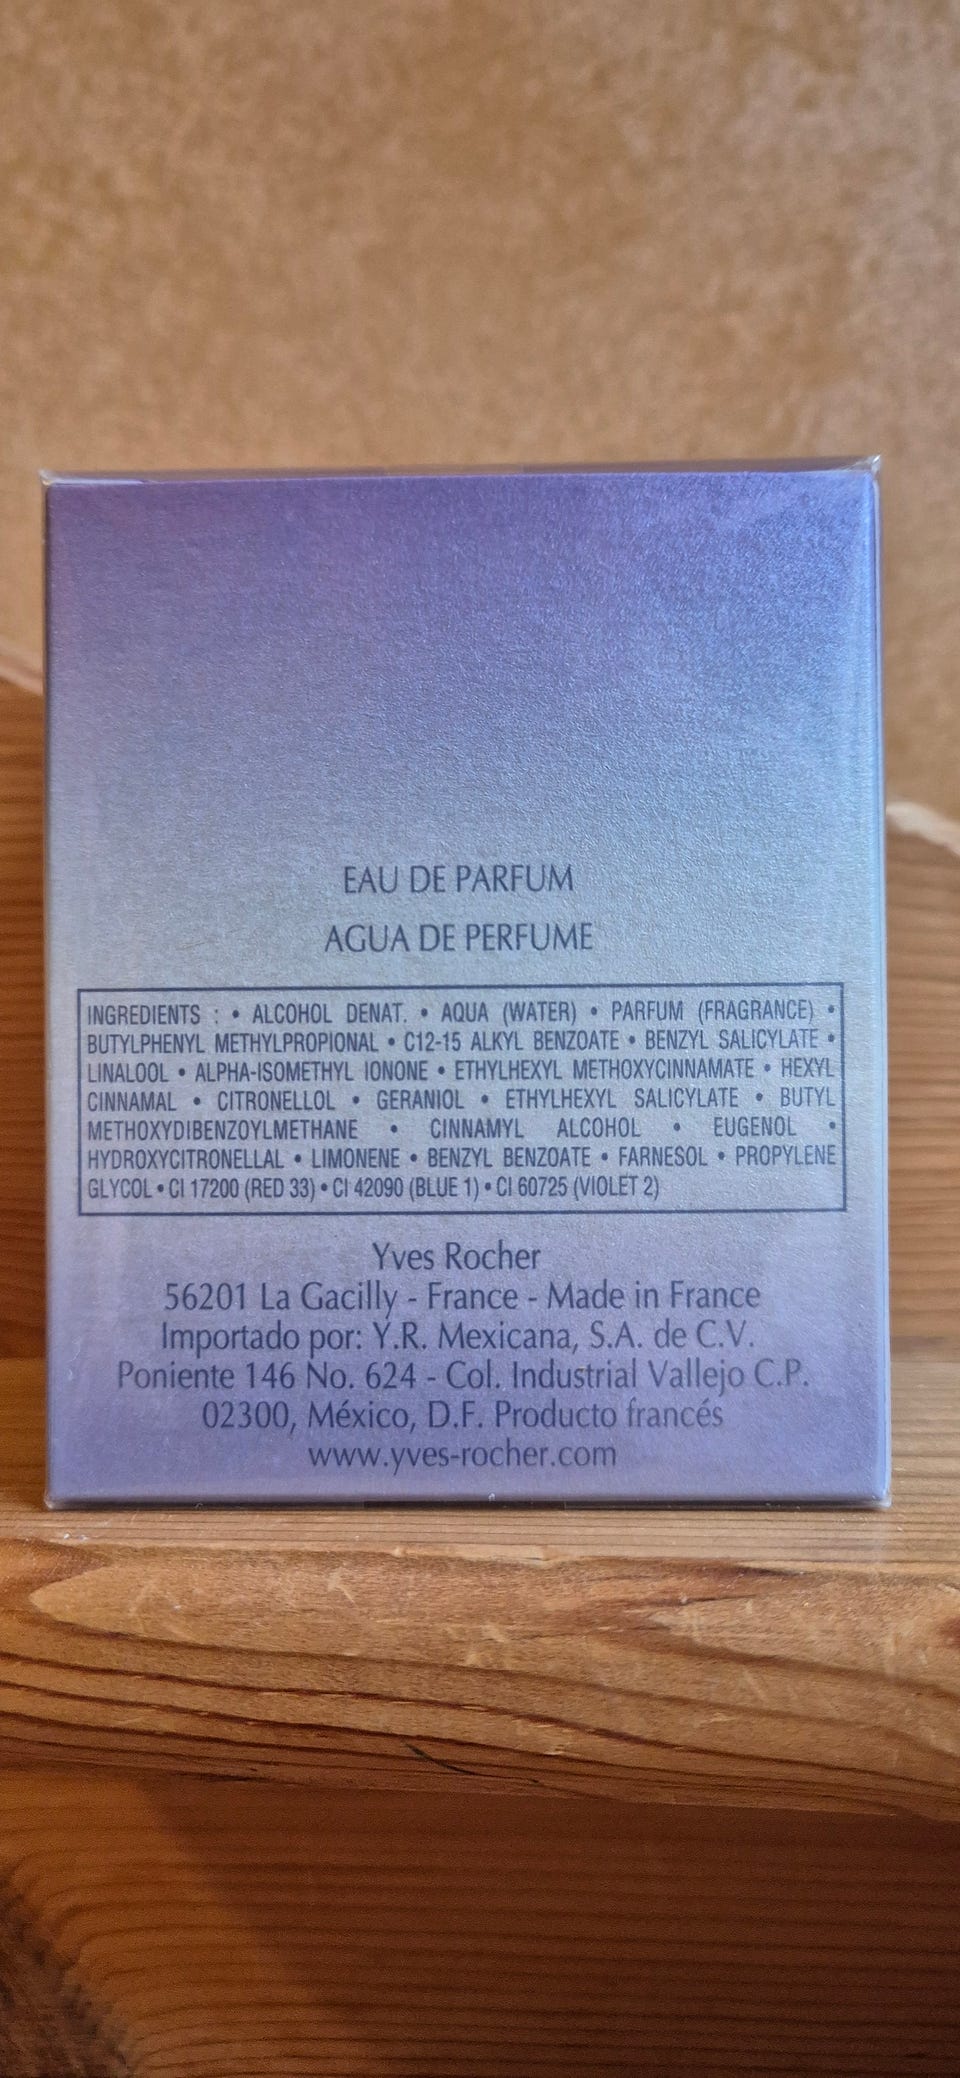 EAU DE PARFUM
AGUA DE PERFUME
INGREDIENTS : • ALCOHOL DENAT. • AQUA (WATER) • PARFUM (FRAGRANCE) •
BUTYLPHENYL METHYLPROPIONAL • C12-15 ALKYL BENZOATE • BENZYL SALICYLATE •
LINALOOL • ALPHA-ISOMETHYL IONONE • ETHYLHEXYL METHOXYCINNAMATE • HEXYL
CINNAMAL • CITRONELLOL • GERANIOL • ETHYLHEXYL SALICYLATE • BUTYL
METHOXYDIBENZOYLMETHANE • CINNAMYL ALCOHOL • EUGENOL •
HYDROXYCITRONELLAL • LIMONENE • BENZYL BENZOATE • FARNESOL • PROPYLENE
GLYCOL • CI 17200 (RED 33) • CI 42090 (BLUE 1) • CI 60725 (VIOLET 2)
Yves Rocher
56201 La Gacilly - France - Made in France
Importado por: Y.R. Mexicana, S.A. de C.V.
Poniente 146 No. 624 - Col. Industrial Vallejo C.P.
02300, México, D.F. Producto francés
www.yves-rocher.com